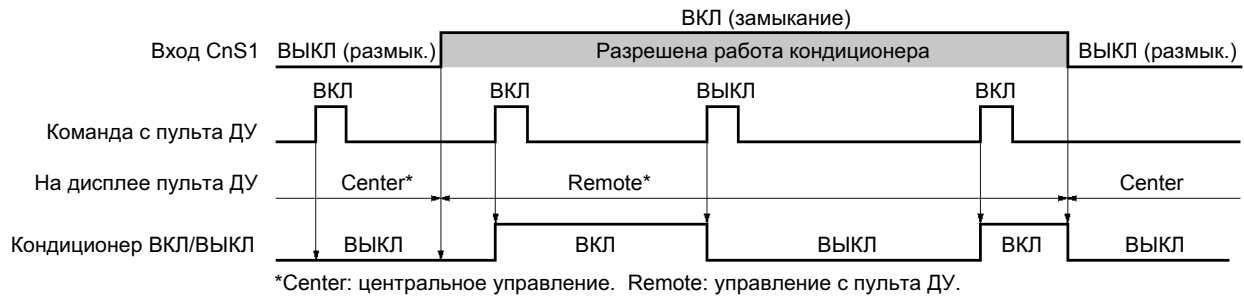 ВКЛ (замыкание)
Вход CnS1 ВЫКЛ (размык.) Разрешена работа кондиционера ВЫКЛ (размык.)
ВКЛ ВКЛ ВЫКЛ ВКЛ
Команда с пульта ДУ
На дисплее пульта ДУ Center* Remote* Center
Кондиционер ВКЛ/ВЫКЛ ВЫКЛ ВКЛ ВЫКЛ ВКЛ ВЫКЛ
*Center: центральное управление. Remote: управление с пульта ДУ.